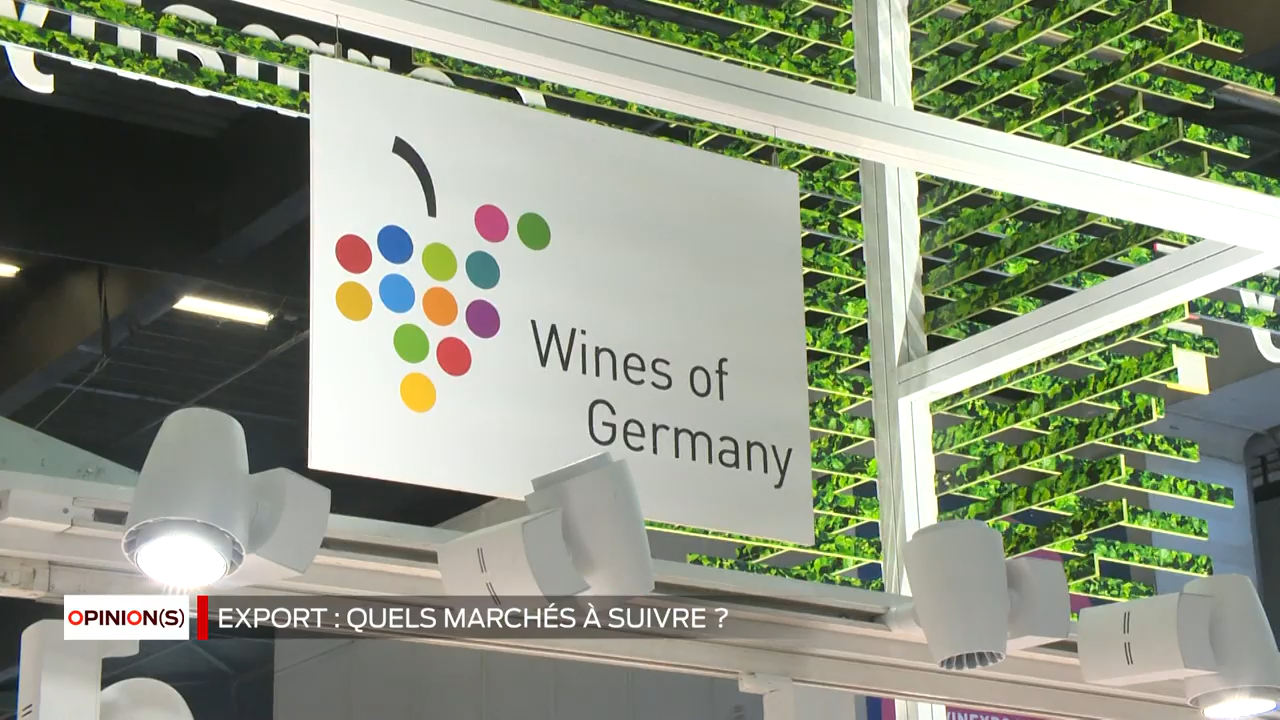 Wines of
Germany
OPINION(S)
EXPORT : QUELS MARCHÉS À SUIVRE ?